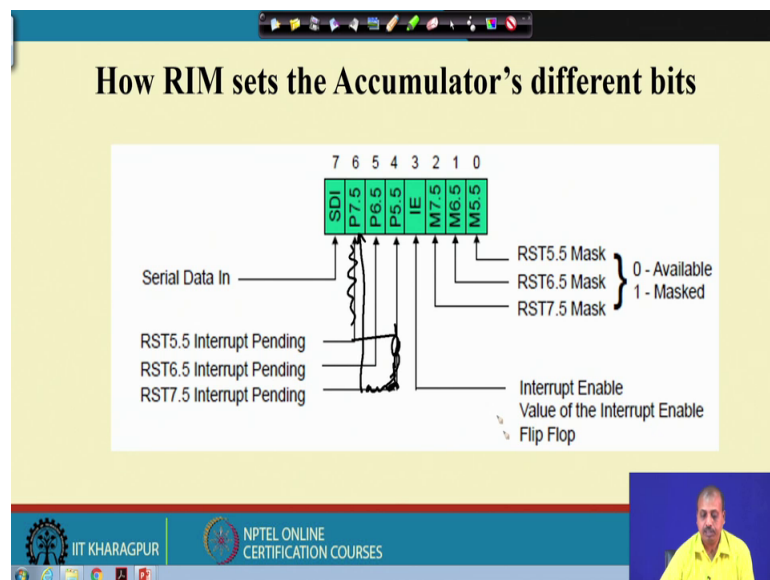 How RIM sets the Accumulator's different bits
7 6 5 4 3 2 1 0
SDI P7.5 P6.5 P5.5 IE M7.5 M6.5 M5.5
Serial Data In
RST5.5 Interrupt Pending
RST6.5 Interrupt Pending
RST7.5 Interrupt Pending
RST5.5 Mask
RST6.5 Mask
RST7.5 Mask
0 - Available
1 - Masked
Interrupt Enable
Value of the Interrupt Enable
Flip Flop
IIT KHARAGPUR
NPTEL ONLINE
CERTIFICATION COURSES